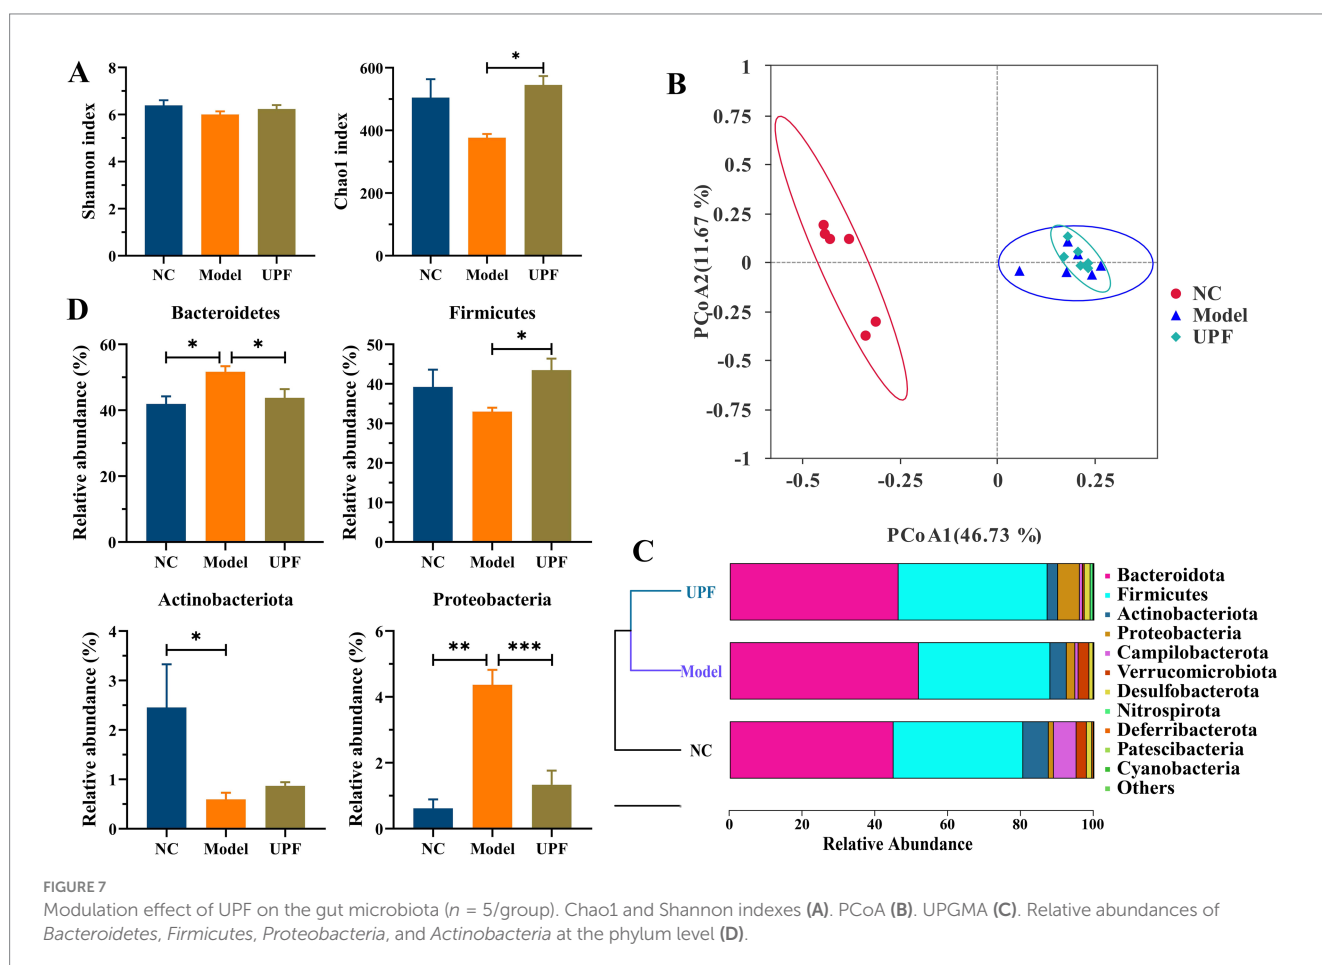 A
Shannon index
8
6
4
2
0
NC Model UPF
Chao1 index
600
400
200
0
*
NC Model UPF
B
PCoA2(11.67 %)
1
0.75
0.5
0.25
0
-0.25
-0.5
-0.75
-1
-0.5 -0.25 0 0.25
PCoA1(46.73 %)
NC
Model
UPF
D
Bacteroidetes
Relative abundance (%)
60
40
20
0
* *
NC Model UPF
Firmicutes
Relative abundance (%)
50
40
30
20
10
0
*
NC Model UPF
Actinobacteriota
Relative abundance (%)
4
3
2
1
0
*
NC Model UPF
Proteobacteria
Relative abundance (%)
6
4
2
0
** ***
NC Model UPF
C
UPF
Model
NC
0 20 40 60 80 100
Relative Abundance
Bacteroidota
Firmicutes
Actinobacteriota
Proteobacteria
Campilobacterota
Verrucomicrobiota
Desulfobacterota
Nitrospirota
Deferribacterota
Patescibacteria
Cyanobacteria
Others
FIGURE 7
Modulation effect of UPF on the gut microbiota (n = 5/group). Chao1 and Shannon indexes (A). PCoA (B). UPGMA (C). Relative abundances of
Bacteroidetes, Firmicutes, Proteobacteria, and Actinobacteria at the phylum level (D).